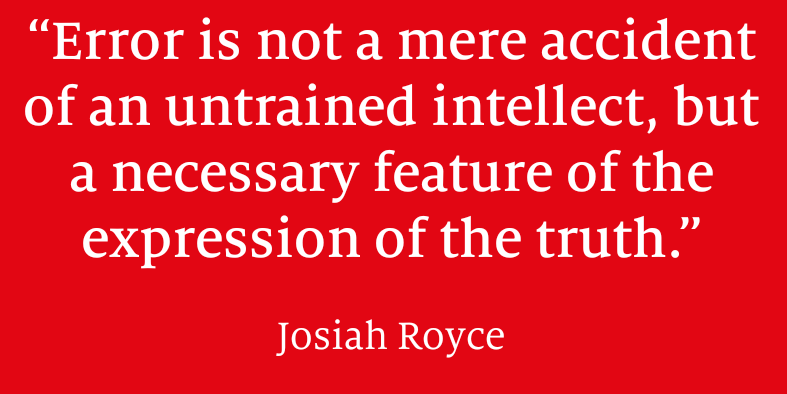 “Error is not a mere accident
of an untrained intellect, but
a necessary feature of the
expression of the truth.”
Josiah Royce